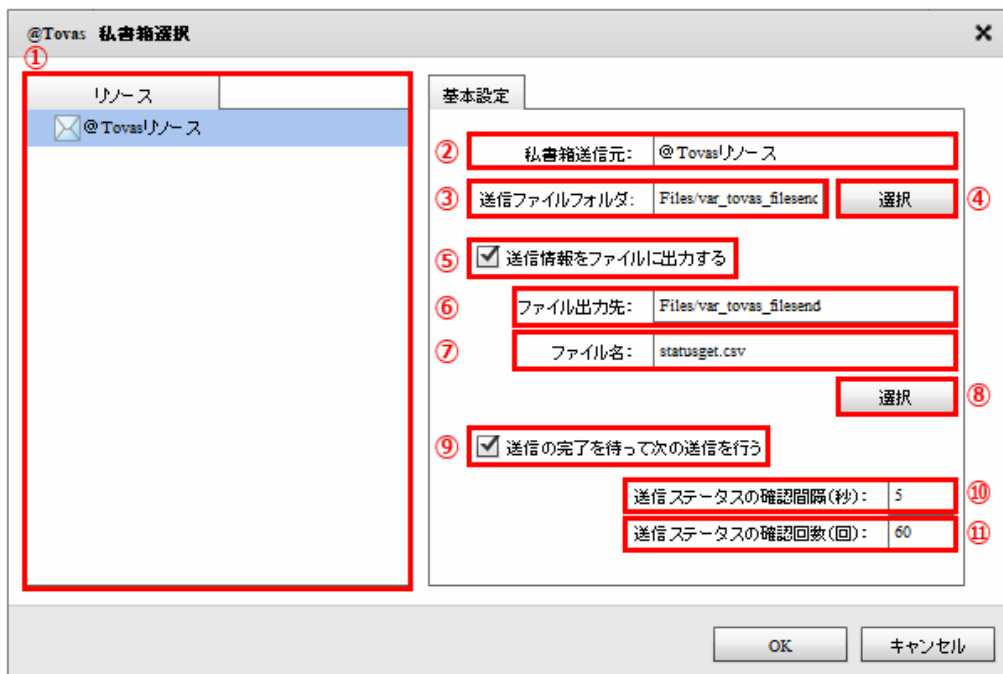 @Tovas 私書箱選択
①
リソース
@Tovasリソース
基本設定
② 私書箱送信元: @Tovasリソース
③ 送信ファイルフォルダ: Files/var_tovas_filesend 選択 ④
⑤ 送信情報をファイルに出力する
⑥ ファイル出力先: Files/var_tovas_filesend
⑦ ファイル名: statusget.csv
選択 ⑧
⑨ 送信の完了を待って次の送信を行う
送信ステータスの確認間隔(秒): 5 ⑩
送信ステータスの確認回数(回): 60 ⑪
OK キャンセル